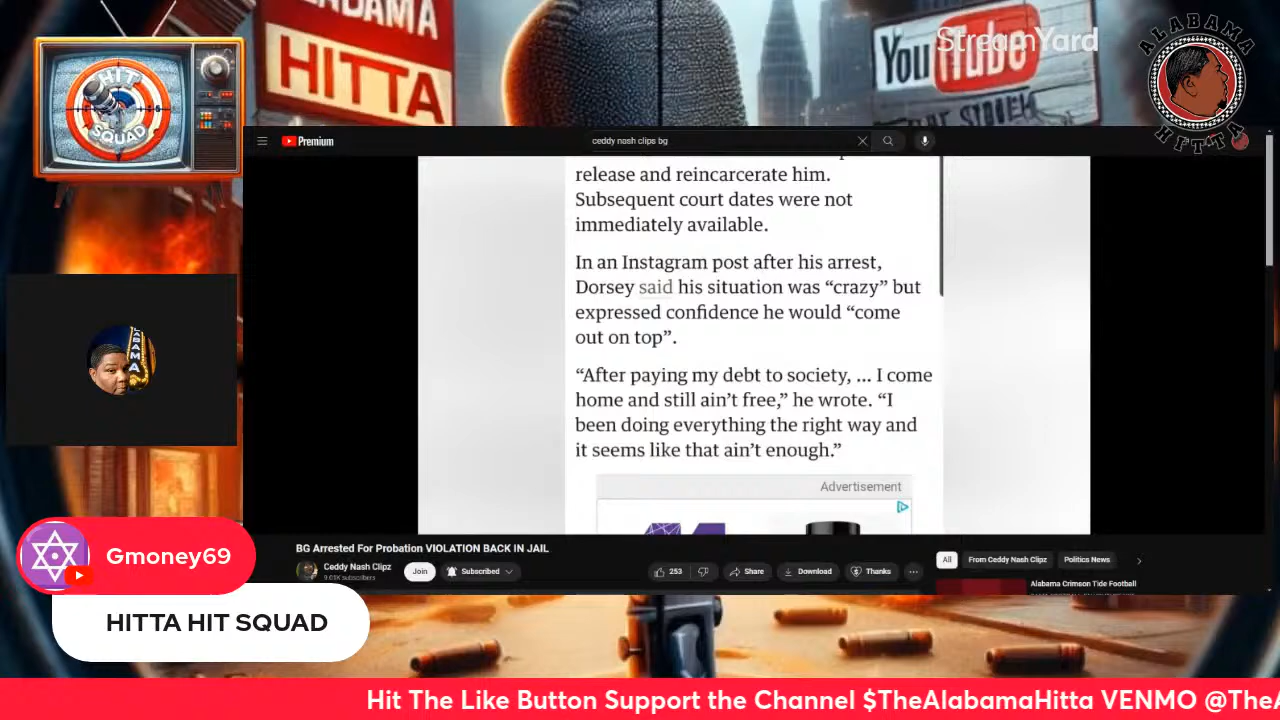 ALABAMA
HITTA
StreamYard
YouTube
ALABAMA
HITTA
HIT
SQUAD
Premium
ceddy nash clips bg
release and reincarcerate him.
Subsequent court dates were not
immediately available.
In an Instagram post after his arrest,
Dorsey said his situation was “crazy” but
expressed confidence he would “come
out on top”.
“After paying my debt to society, ... I come
home and still ain’t free,” he wrote. “I
been doing everything the right way and
it seems like that ain’t enough.”
Advertisement
BG Arrested For Probation VIOLATION BACK IN JAIL
Ceddy Nash Clipz
subscribers
Join
Subscribed
253
Share
Download
Thanks
All
From Ceddy Nash Clipz
Politics News
Alabama Crimson Tide Football
Gmoney69
HITTA HIT SQUAD
Hit The Like Button Support the Channel $TheAlabamaHitta VENMO @TheA